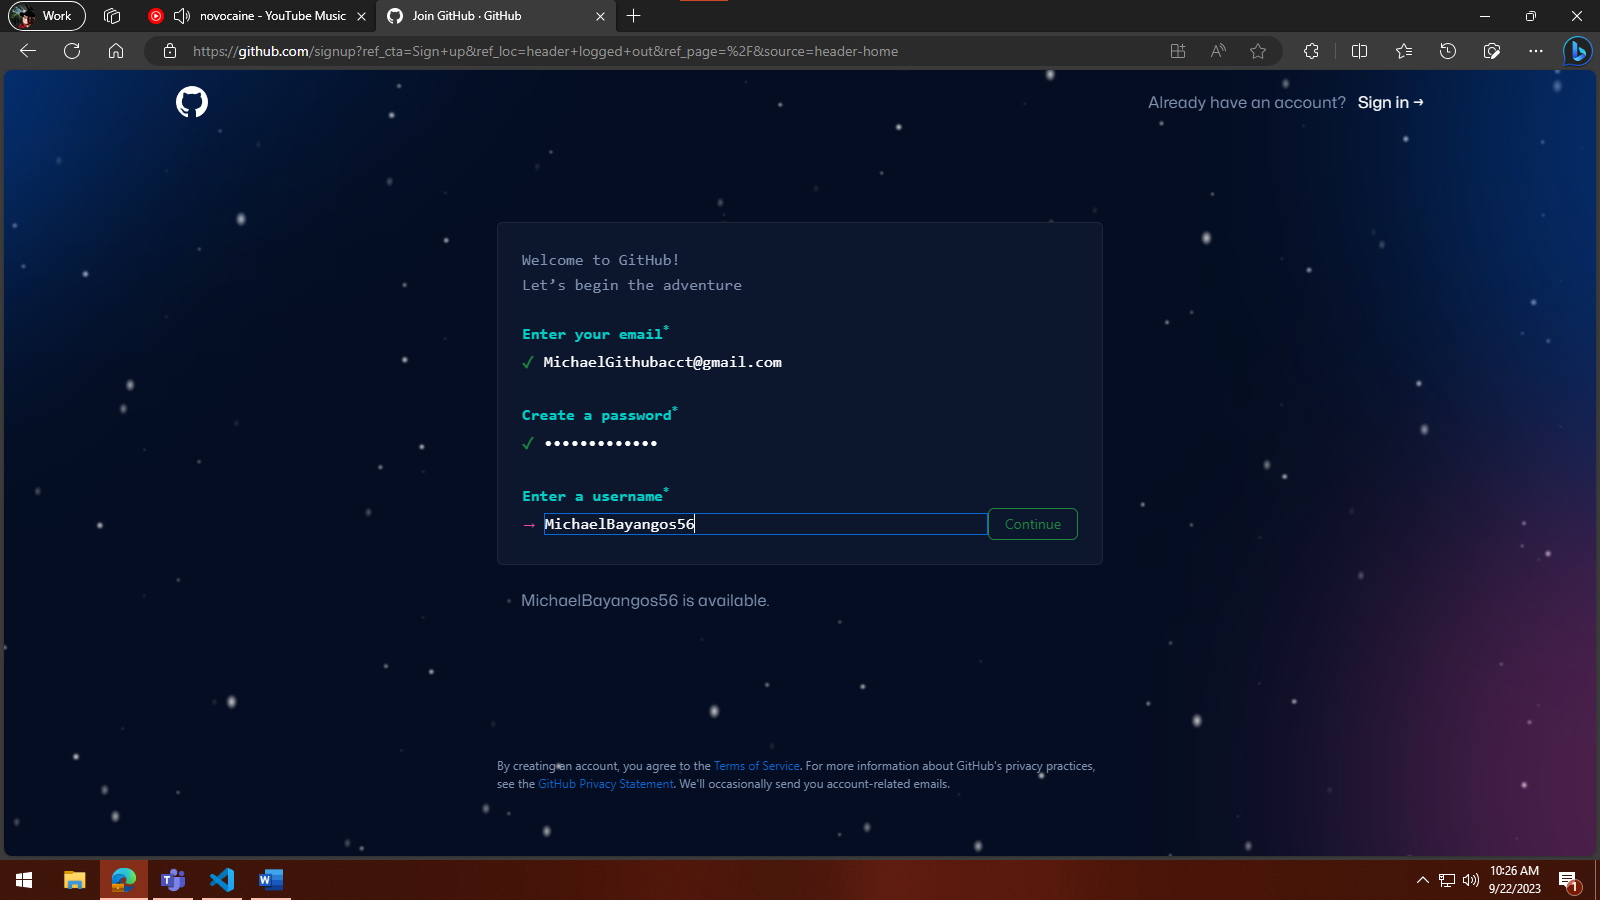 Work
novocaine - YouTube Music
Join GitHub · GitHub
https://github.com/signup?ref_cta=Sign+up&ref_loc=header+logged+out&ref_page=%2F&source=header-home
Already have an account? Sign in →
Welcome to GitHub!
Let’s begin the adventure
Enter your email*
✓ MichaelGithubacct@gmail.com
Create a password*
✓ •••••••••••••
Enter a username*
→ MichaelBayangos56 Continue
MichaelBayangos56 is available.
By creating an account, you agree to the Terms of Service. For more information about GitHub's privacy practices,
see the GitHub Privacy Statement. We'll occasionally send you account-related emails.
10:26 AM
9/22/2023
1